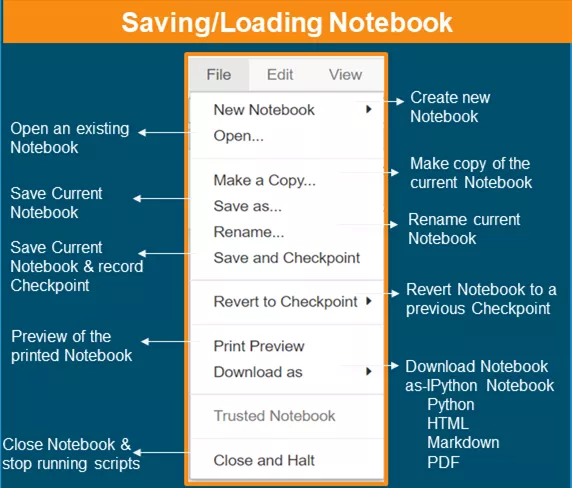 Saving/Loading Notebook
File Edit View
New Notebook
Open...
Make a Copy...
Save as...
Rename...
Save and Checkpoint
Revert to Checkpoint
Print Preview
Download as
Trusted Notebook
Close and Halt
Open an existing
Notebook
Save Current
Notebook
Save Current
Notebook & record
Checkpoint
Preview of the
printed Notebook
Close Notebook &
stop running scripts
Create new
Notebook
Make copy of the
current Notebook
Rename current
Notebook
Revert Notebook to a
previous Checkpoint
Download Notebook
as-IPython Notebook
Python
HTML
Markdown
PDF